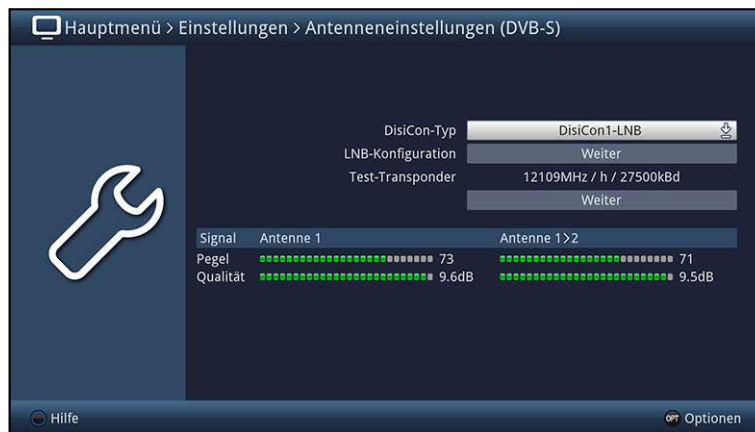 Hauptmenü > Einstellungen > Antenneneinstellungen (DVB-S)
DisiCon-Typ DisiCon1-LNB
LNB-Konfiguration Weiter
Test-Transponder 12109MHz / h / 27500kBd
Weiter
Signal Antenne 1 Antenne 1>2
Pegel 73 71
Qualität 9.6dB 9.5dB
Hilfe OPT Optionen